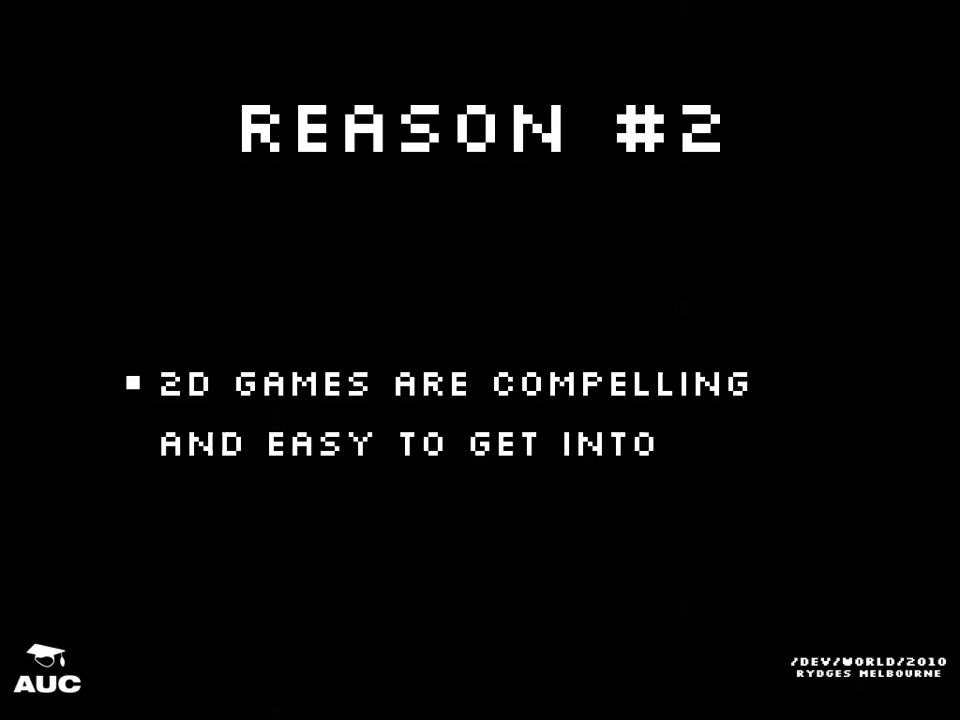 REASON #2
▪ 2D GAMES ARE COMPELLING
AND EASY TO GET INTO
AUC
/DEV/WORLD/2010
RYDGES MELBOURNE